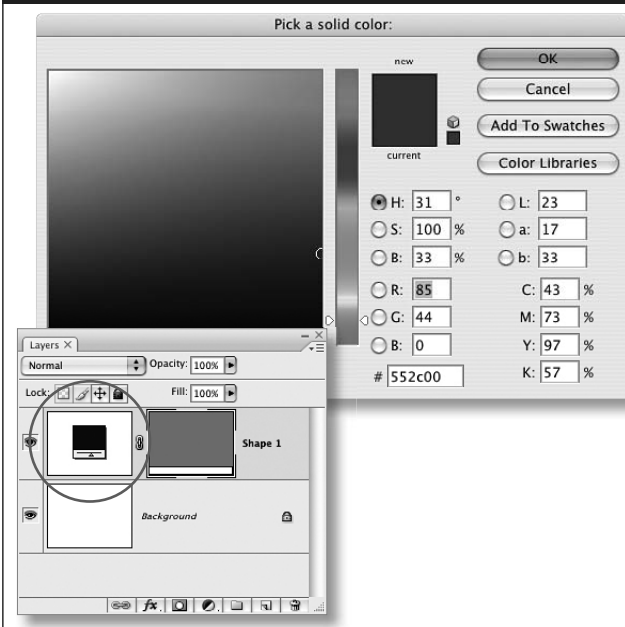 Pick a solid color:
new
current
OK
Cancel
Add To Swatches
Color Libraries
H: 31 °
S: 100 %
B: 33 %
R: 85
G: 44
B: 0
# 552c00
L: 23
a: 17
b: 33
C: 43 %
M: 73 %
Y: 97 %
K: 57 %
Layers ×
Normal Opacity: 100%
Lock: Fill: 100%
Shape 1
Background
fx